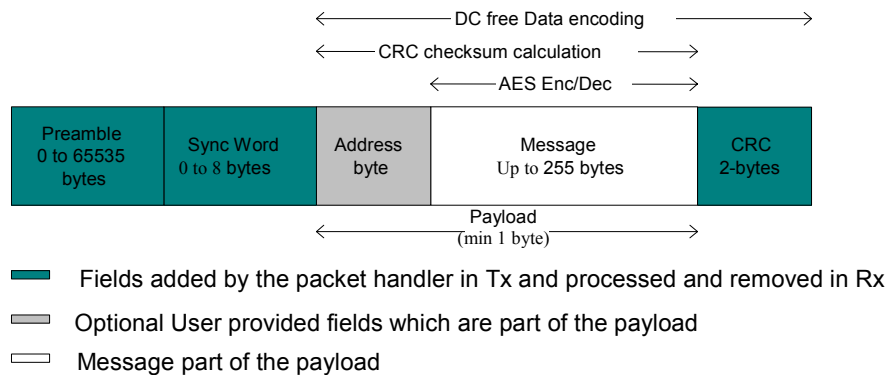 DC free Data encoding
CRC checksum calculation
AES Enc/Dec
Preamble
0 to 65535
bytes
Sync Word
0 to 8 bytes
Address
byte
Message
Up to 255 bytes
CRC
2-bytes
Payload
(min 1 byte)
Fields added by the packet handler in Tx and processed and removed in Rx
Optional User provided fields which are part of the payload
Message part of the payload